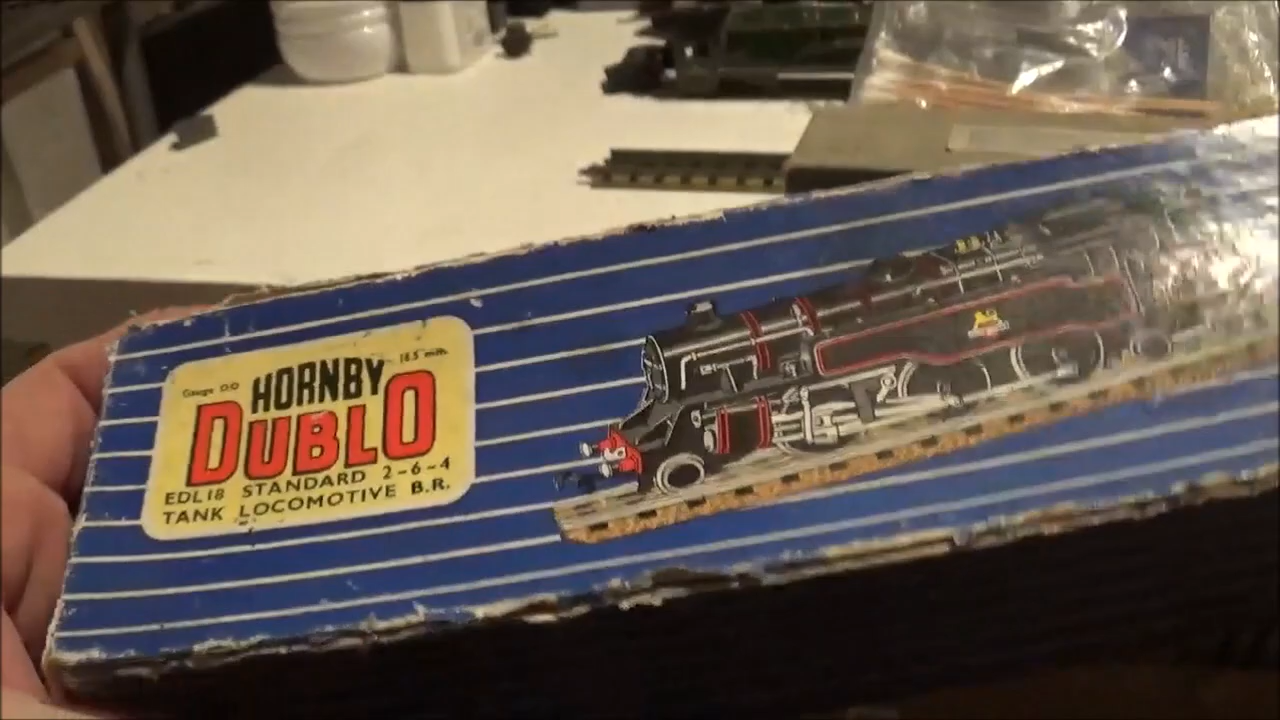 Gauge OO 16.5 mm.
HORNBY
DUBLO
EDL18 STANDARD 2-6-4
TANK LOCOMOTIVE B.R.